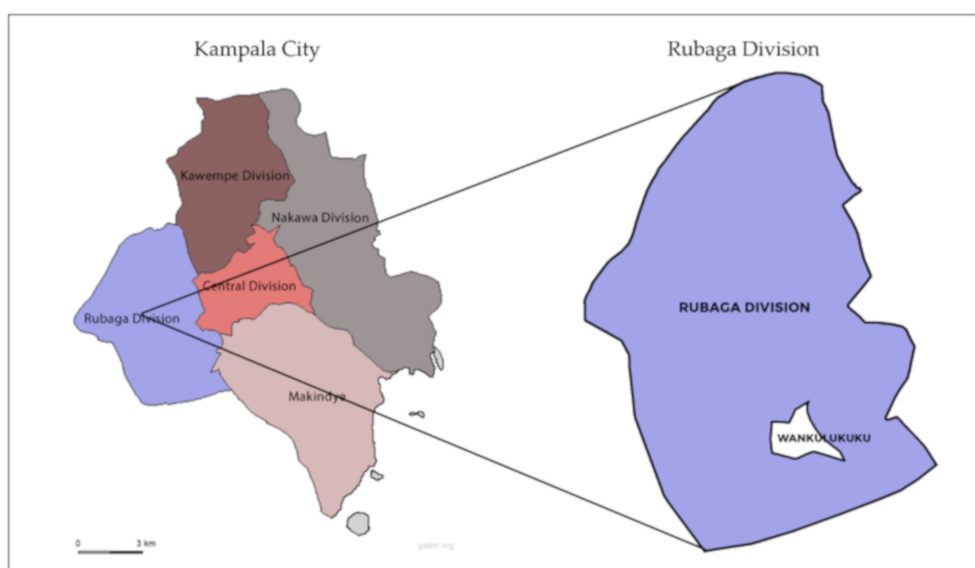 Kampala City
Rubaga Division
Kawempe Division
Nakawa Division
Central Division
Rubaga Division
Makindye
RUBAGA DIVISION
WANKULUKUKU
0 3 km
gadm.org